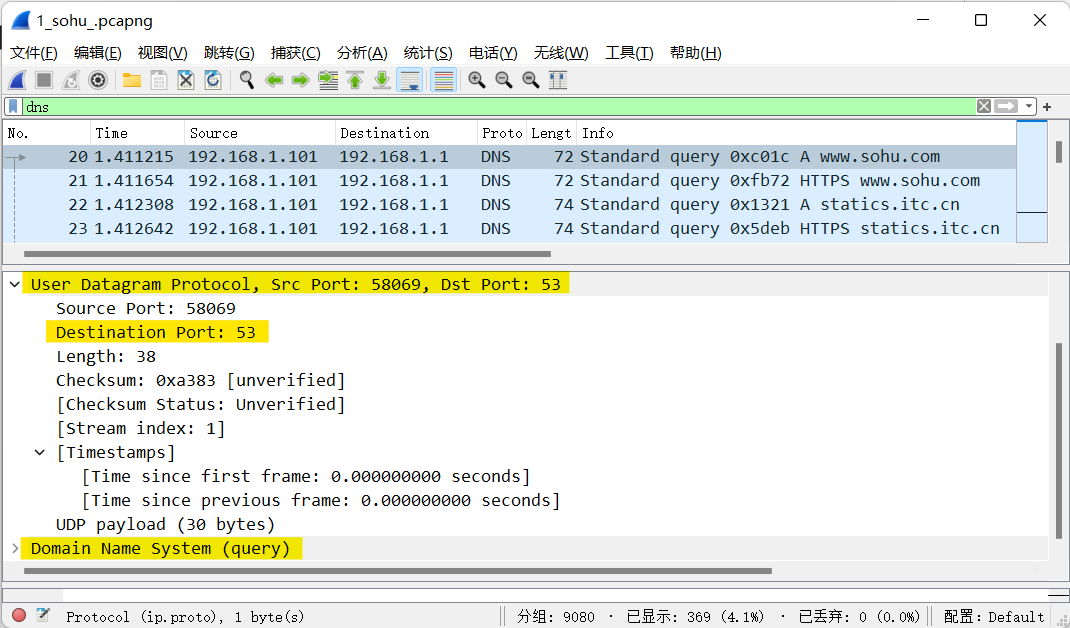 1_sohu_.pcapng
文件(F) 编辑(E) 视图(V) 跳转(G) 捕获(C) 分析(A) 统计(S) 电话(Y) 无线(W) 工具(T) 帮助(H)
dns
No. Time Source Destination Proto Lengt Info
20 1.411215 192.168.1.101 192.168.1.1 DNS 72 Standard query 0xc01c A www.sohu.com
21 1.411654 192.168.1.101 192.168.1.1 DNS 72 Standard query 0xfb72 HTTPS www.sohu.com
22 1.412308 192.168.1.101 192.168.1.1 DNS 74 Standard query 0x1321 A statics.itc.cn
23 1.412642 192.168.1.101 192.168.1.1 DNS 74 Standard query 0x5deb HTTPS statics.itc.cn
User Datagram Protocol, Src Port: 58069, Dst Port: 53
Source Port: 58069
Destination Port: 53
Length: 38
Checksum: 0xa383 [unverified]
[Checksum Status: Unverified]
[Stream index: 1]
[Timestamps]
[Time since first frame: 0.000000000 seconds]
[Time since previous frame: 0.000000000 seconds]
UDP payload (30 bytes)
Domain Name System (query)
Protocol (ip.proto), 1 byte(s) 分组: 9080 · 已显示: 369 (4.1%) · 已丢弃: 0 (0.0%) 配置: Default